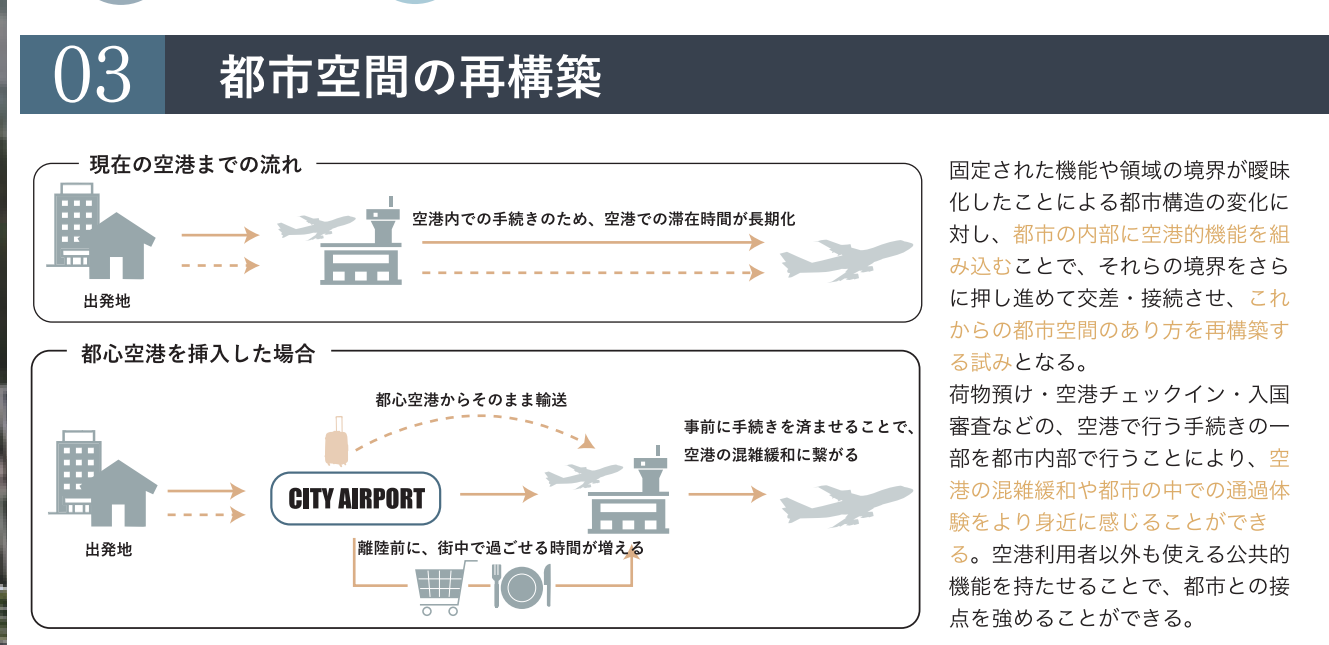 03
都市空間の再構築
現在の空港までの流れ
空港内での手続きのため、空港での滞在時間が長期化
出発地
都心空港を挿入した場合
都心空港からそのまま輸送
事前に手続きを済ませることで、
空港の混雑緩和に繋がる
CITY AIRPORT
出発地
離陸前に、街中で過ごせる時間が増える
固定された機能や領域の境界が曖昧
化したことによる都市構造の変化に
対し、都市の内部に空港的機能を組
み込むことで、それらの境界をさら
に押し進めて交差・接続させ、これ
からの都市空間のあり方を再構築す
る試みとなる。
荷物預け・空港チェックイン・入国
審査などの、空港で行う手続きの一
部を都市内部で行うことにより、空
港の混雑緩和や都市の中での通過体
験をより身近に感じることができ
る。空港利用者以外も使える公共的
機能を持たせることで、都市との接
点を強めることができる。